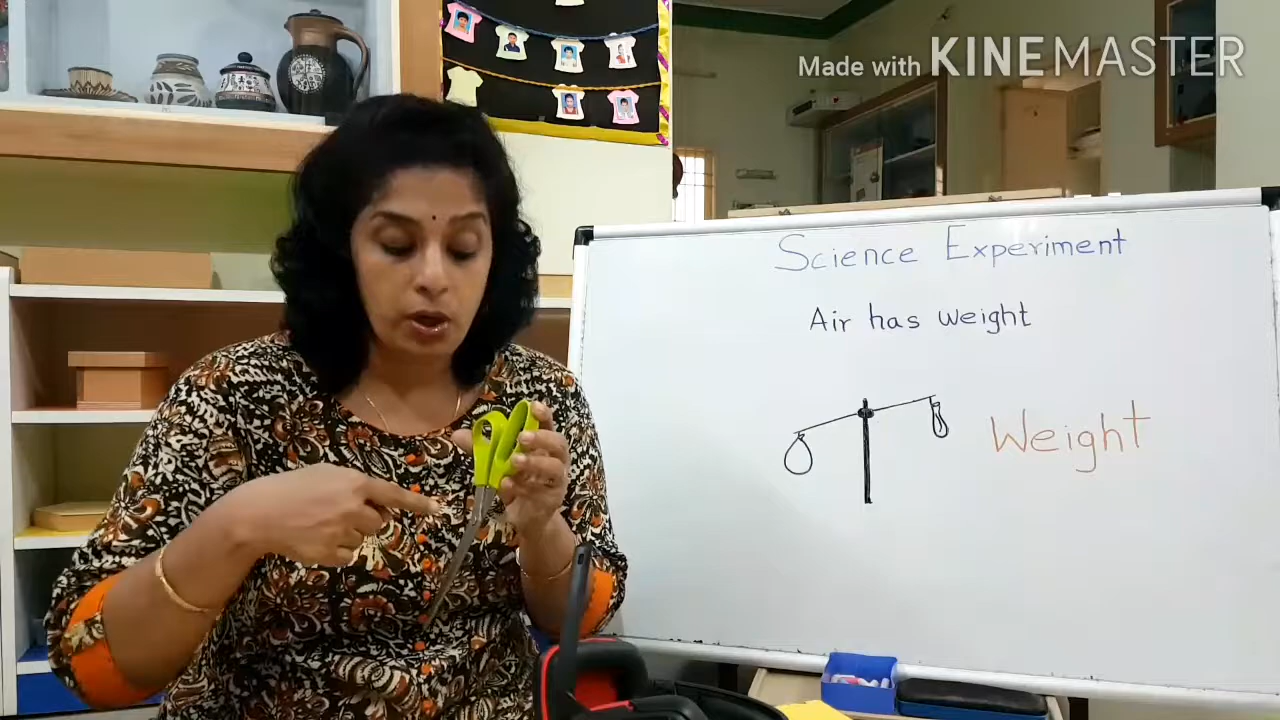 Made with KINEMASTER
Science Experiment
Air has weight
Weight